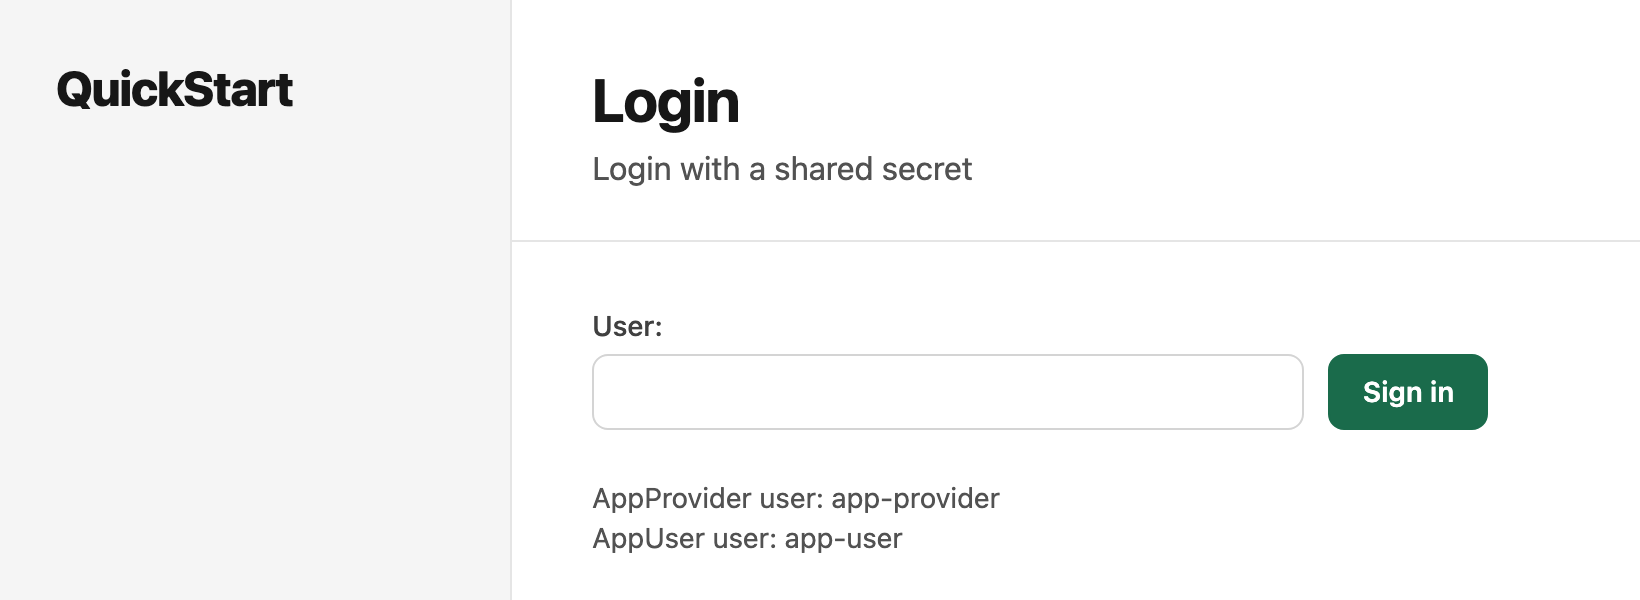 QuickStart
Login
Login with a shared secret
User:
Sign in
AppProvider user: app-provider
AppUser user: app-user